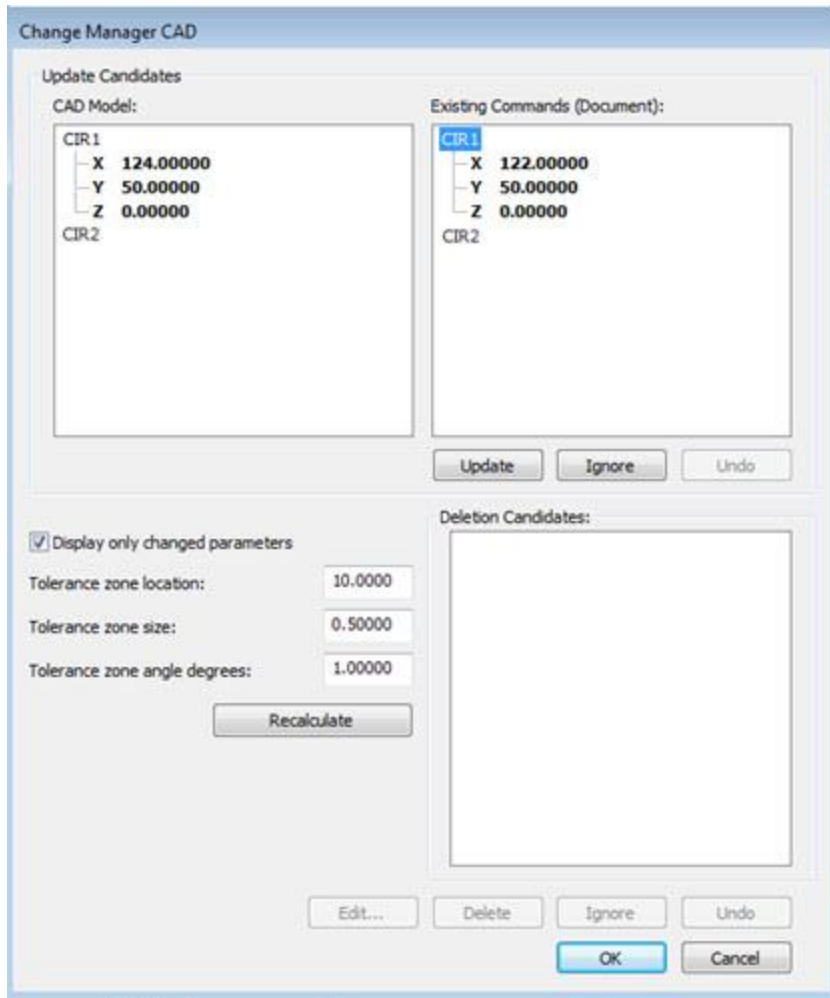 Change Manager CAD
Update Candidates
CAD Model:
CIR1
X 124.00000
Y 50.00000
Z 0.00000
CIR2
Existing Commands (Document):
CIR1
X 122.00000
Y 50.00000
Z 0.00000
CIR2
Update Ignore Undo
Display only changed parameters
Tolerance zone location: 10.0000
Tolerance zone size: 0.50000
Tolerance zone angle degrees: 1.00000
Recalculate
Deletion Candidates:
Edit... Delete Ignore Undo
OK Cancel